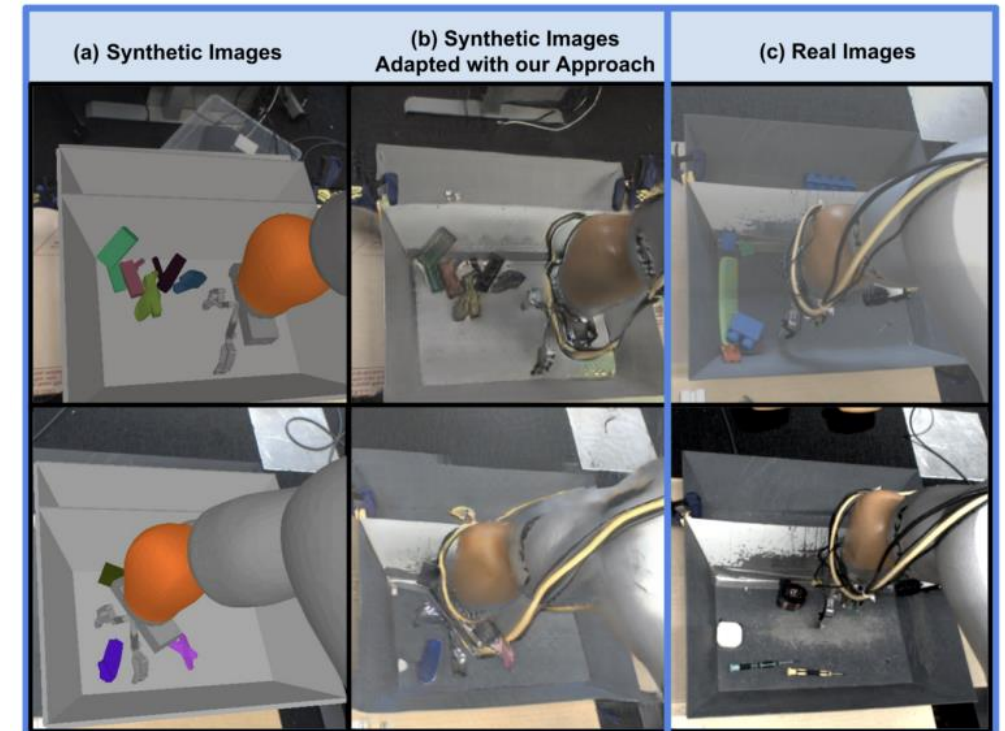 (a) Synthetic Images
(b) Synthetic Images
Adapted with our Approach
(c) Real Images